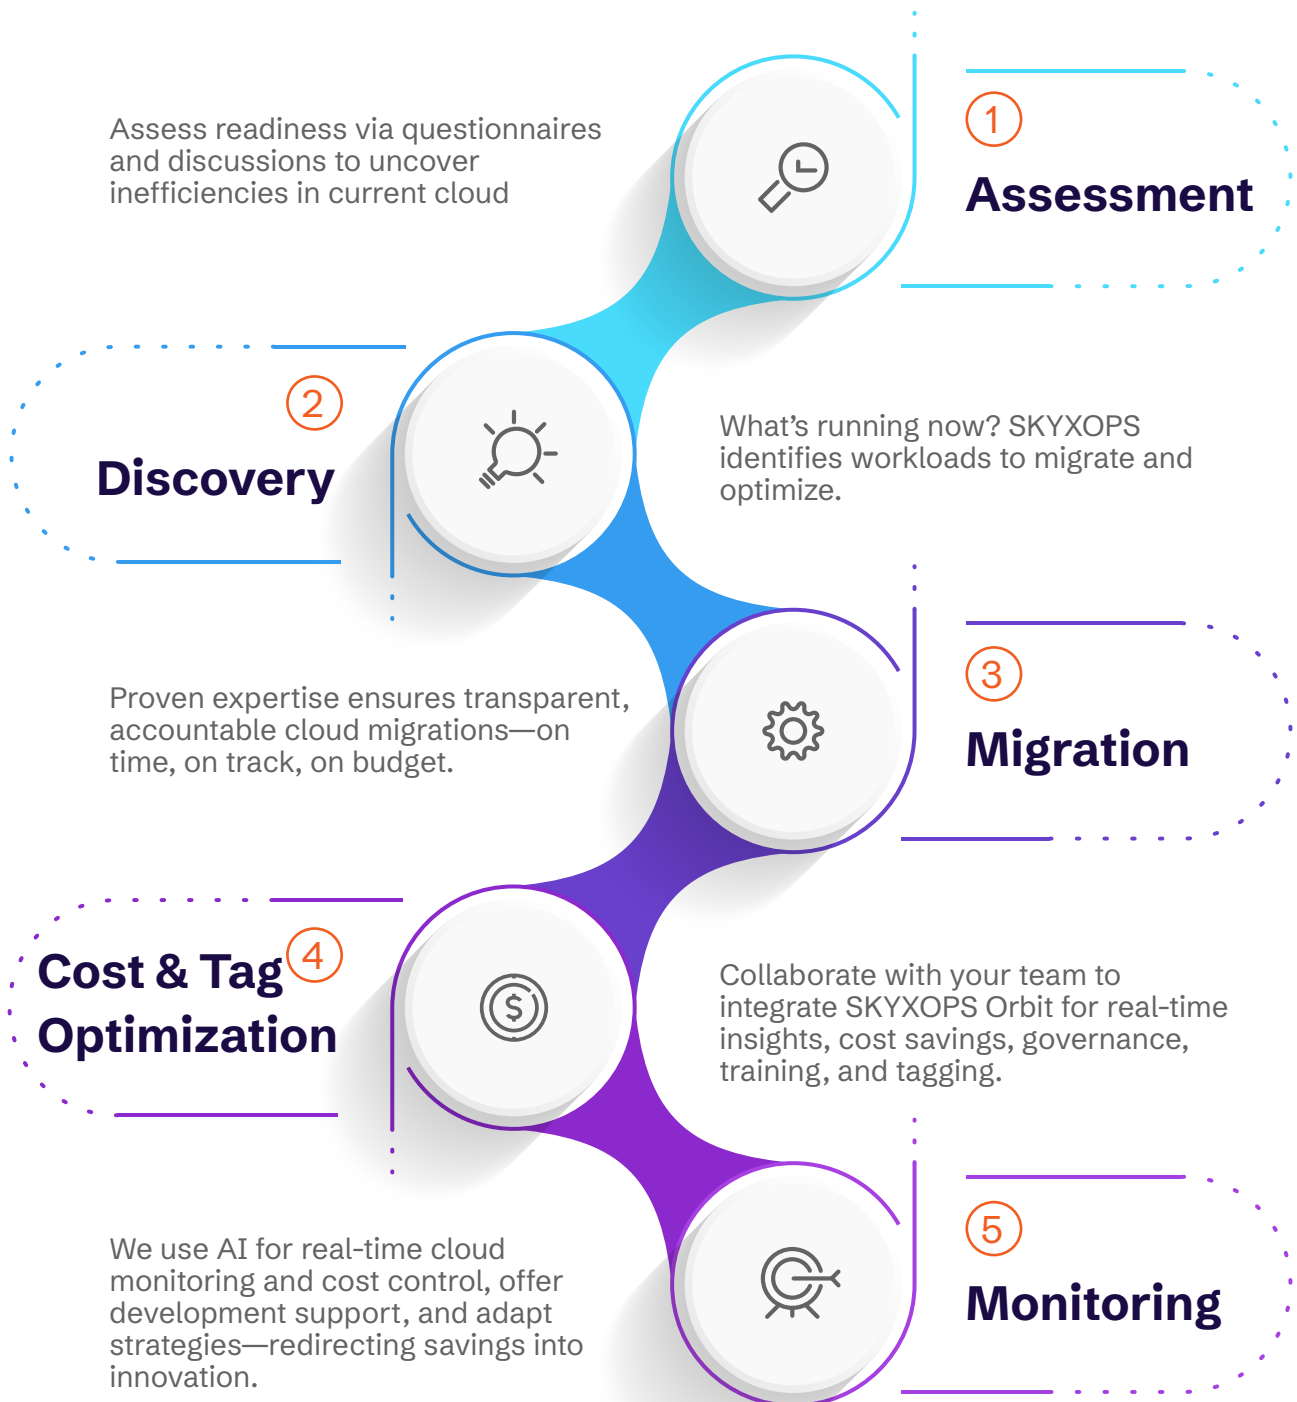 Assess readiness via questionnaires
and discussions to uncover
inefficiencies in current cloud
1
Assessment
2
Discovery
What’s running now? SKYXOPS
identifies workloads to migrate and
optimize.
Proven expertise ensures transparent,
accountable cloud migrations—on
time, on track, on budget.
3
Migration
4
Cost & Tag
Optimization
Collaborate with your team to
integrate SKYXOPS Orbit for real-time
insights, cost savings, governance,
training, and tagging.
We use AI for real-time cloud
monitoring and cost control, offer
development support, and adapt
strategies—redirecting savings into
innovation.
5
Monitoring
$